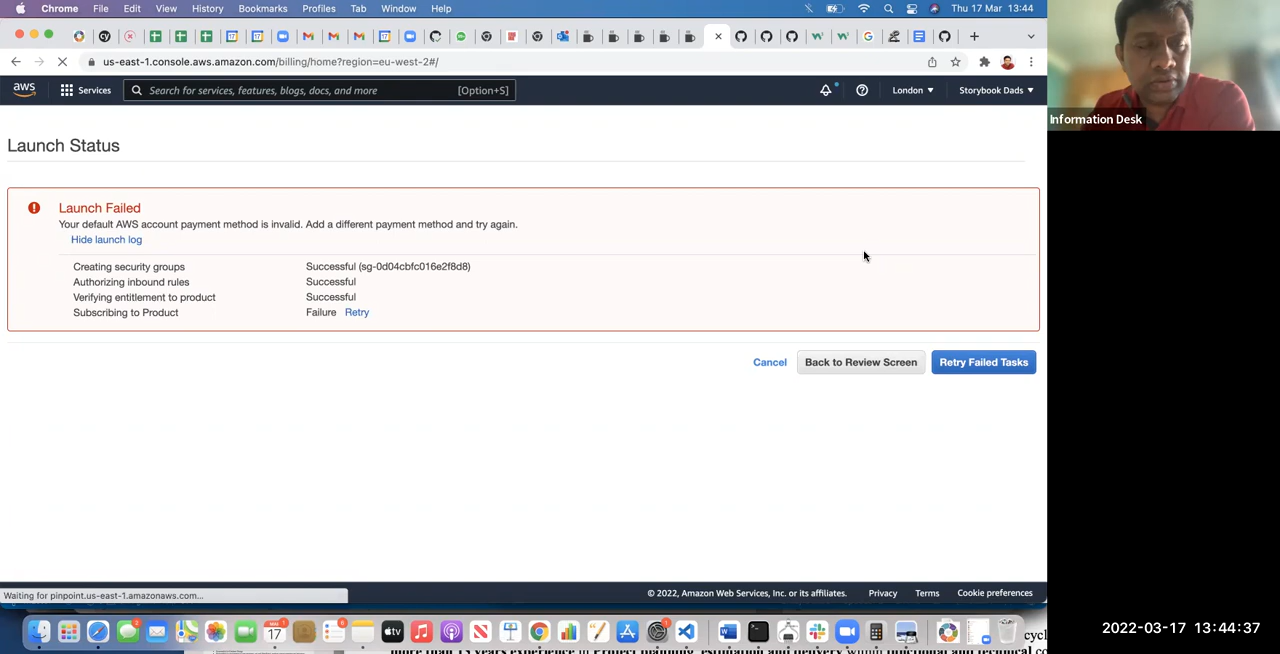 Chrome File Edit View History Bookmarks Profiles Tab Window Help Thu 17 Mar 13:44
us-east-1.console.aws.amazon.com/billing/home?region=eu-west-2#/
aws Services Search for services, features, blogs, docs, and more [Option+S] London Storybook Dads
Information Desk
Launch Status
Launch Failed
Your default AWS account payment method is invalid. Add a different payment method and try again.
Hide launch log
Creating security groups Successful (sg-0d04cbfc016e2f8d8)
Authorizing inbound rules Successful
Verifying entitlement to product Successful
Subscribing to Product Failure Retry
Cancel Back to Review Screen Retry Failed Tasks
Waiting for pinpoint.us-east-1.amazonaws.com...
© 2022, Amazon Web Services, Inc. or its affiliates. Privacy Terms Cookie preferences
2022-03-17 13:44:37